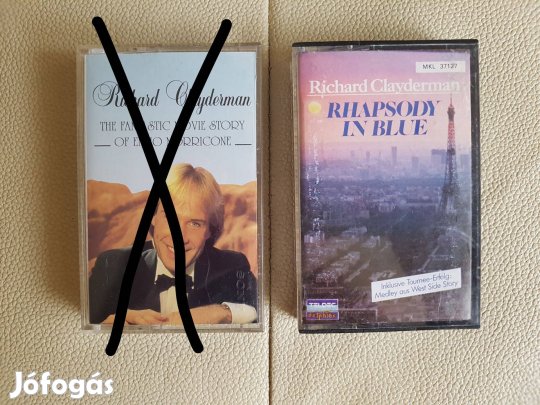 Richard Clayderman
THE FANTASTIC MOVIE STORY
OF ENNIO MORRICONE
MKL 37127
Richard Clayderman
RHAPSODY
IN BLUE
Inklusive Tournee-Erfolg:
Medley aus West Side Story
TELDEC
Jófogás